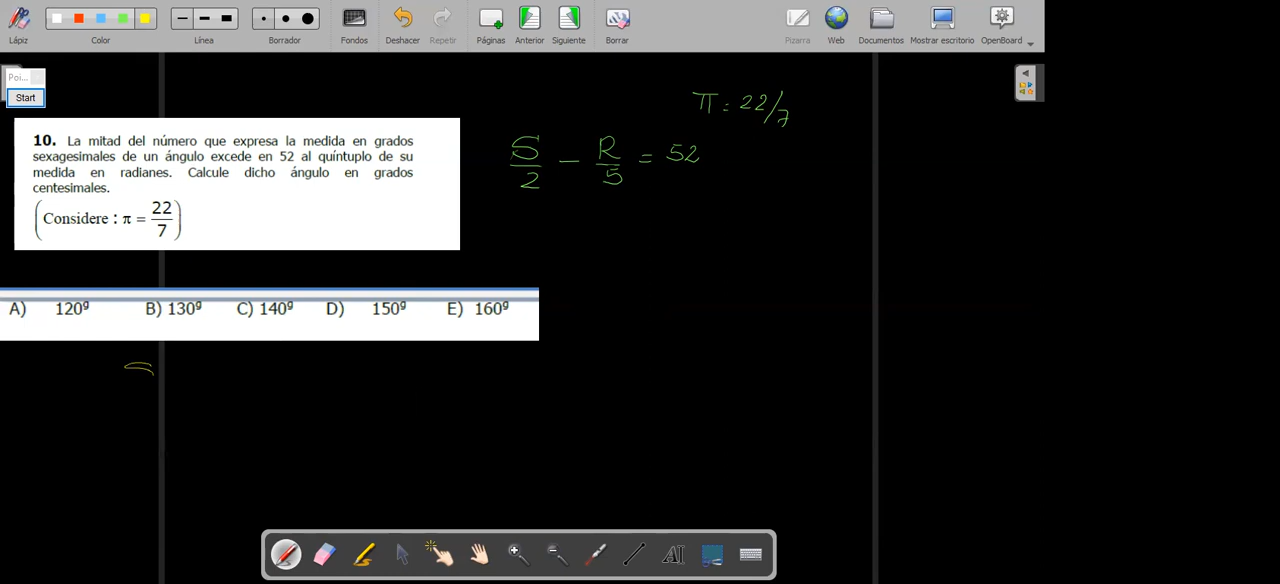 Lápiz Color Línea Borrador Fondos Deshacer Repetir Páginas Anterior Siguiente Borrar Pizarra Web Documentos Mostrar escritorio OpenBoard
Poi...
Start
π = 22/7
S/2 - R/5 = 52
10. La mitad del número que expresa la medida en grados
sexagesimales de un ángulo excede en 52 al quíntuplo de su
medida en radianes. Calcule dicho ángulo en grados
centesimales.
(Considere : π = 22/7)
A) 120ᵍ B) 130ᵍ C) 140ᵍ D) 150ᵍ E) 160ᵍ
AI